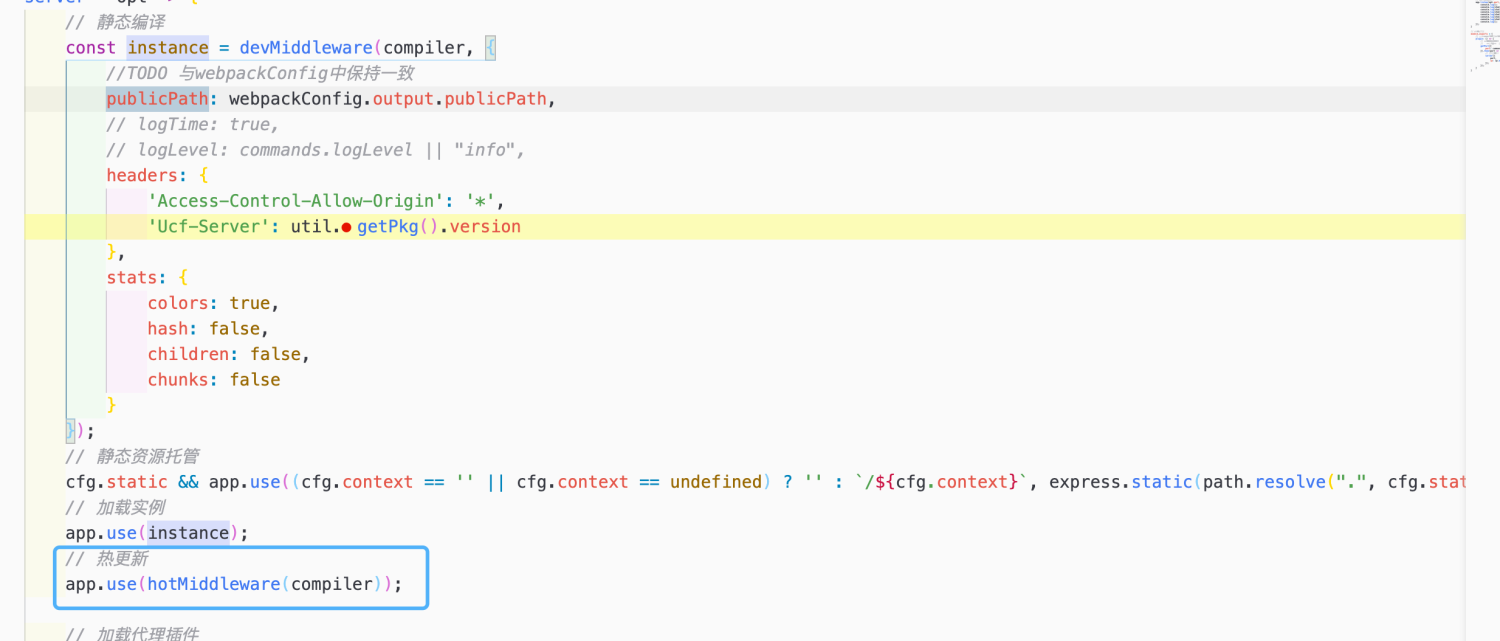 // 静态编译
const instance = devMiddleware(compiler, {
//TODO 与webpackConfig中保持一致
publicPath: webpackConfig.output.publicPath,
// logTime: true,
// logLevel: commands.logLevel || "info",
headers: {
'Access-Control-Allow-Origin': '*',
'Ucf-Server': util.getPkg().version
},
stats: {
colors: true,
hash: false,
children: false,
chunks: false
}
});
// 静态资源托管
cfg.static && app.use((cfg.context == '' || cfg.context == undefined) ? '' : `/${cfg.context}`, express.static(path.resolve(".", cfg.stat
// 加载实例
app.use(instance);
// 热更新
app.use(hotMiddleware(compiler));
// 加载代理插件